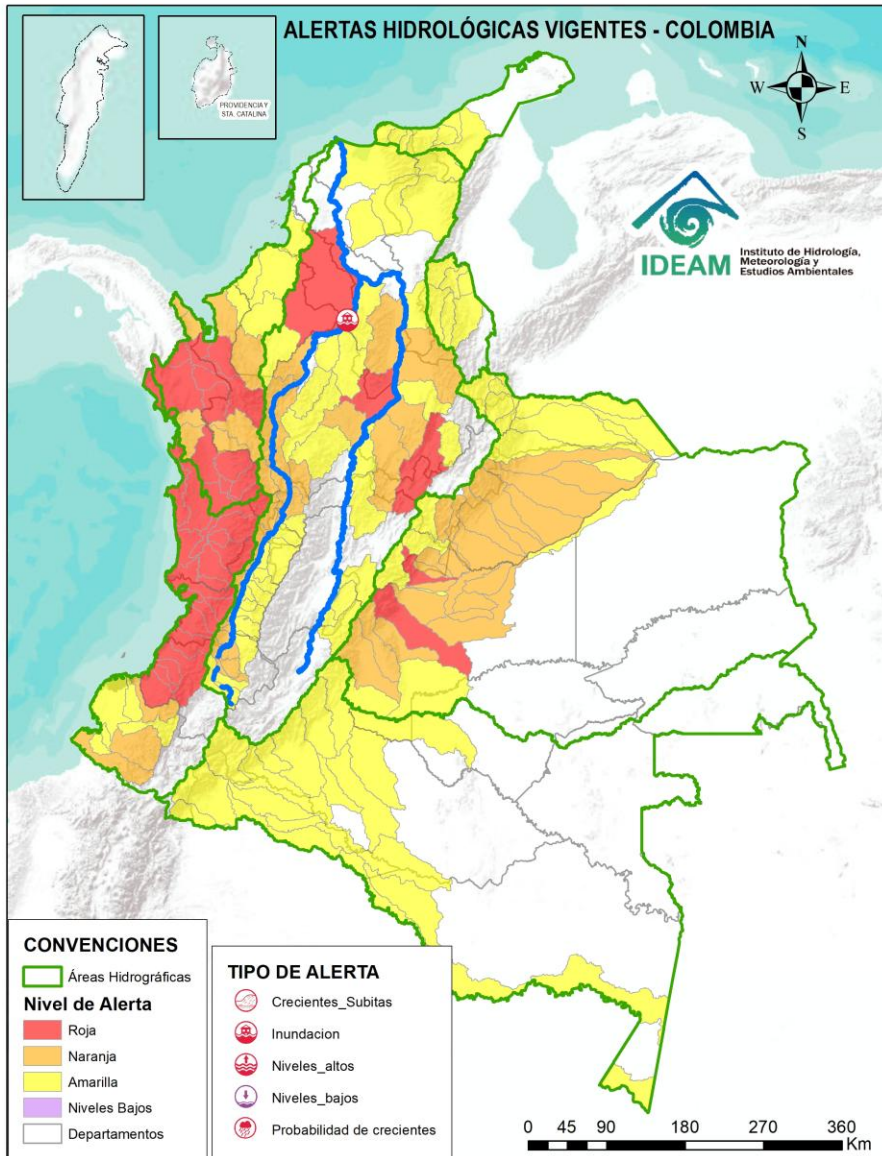 ALERTAS HIDROLÓGICAS VIGENTES - COLOMBIA
PROVIDENCIA Y
STA. CATALINA
N
W
E
S
IDEAM
Instituto de Hidrología,
Meteorología y
Estudios Ambientales
CONVENCIONES
Áreas Hidrográficas
Nivel de Alerta
Roja
Naranja
Amarilla
Niveles Bajos
Departamentos
TIPO DE ALERTA
Crecientes_Subitas
Inundacion
Niveles_altos
Niveles_bajos
Probabilidad de crecientes
0 45 90 180 270 360
Km